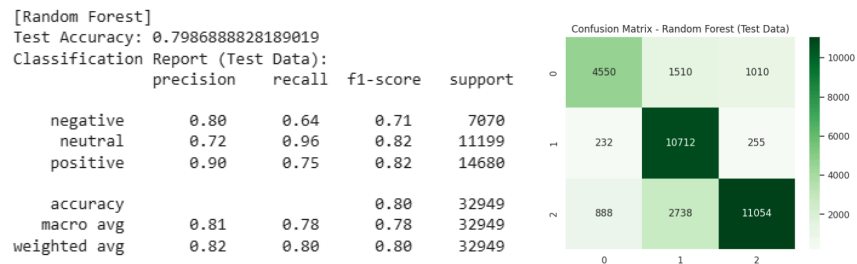 [Random Forest]
Test Accuracy: 0.7986888828189019
Classification Report (Test Data):
precision recall f1-score support
negative 0.80 0.64 0.71 7070
neutral 0.72 0.96 0.82 11199
positive 0.90 0.75 0.82 14680
accuracy 0.80 32949
macro avg 0.81 0.78 0.78 32949
weighted avg 0.82 0.80 0.80 32949
Confusion Matrix - Random Forest (Test Data)
0 4550 1510 1010
1 232 10712 255
2 888 2738 11054
0 1 2
10000
8000
6000
4000
2000